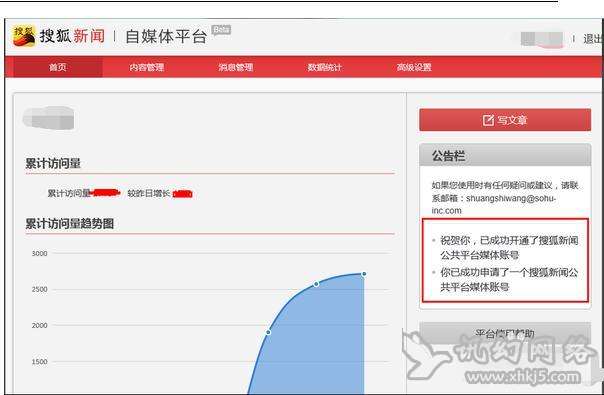 搜狐
搜狐新闻 | 自媒体平台 Beta
| 退出
首页 内容管理 消息管理 数据统计 高级设置
写文章
公告栏
累计访问量
累计访问量 较昨日增长
如果您使用时有任何疑问或建议，请联
系邮箱：shuangshiwang@sohu-
inc.com
累计访问量趋势图
祝贺你，已成功开通了搜狐新闻
公共平台媒体账号
你已成功申请了一个搜狐新闻公
共平台媒体账号
3000
2500
2000
1500
平台使用帮助
www.xhkj5.com